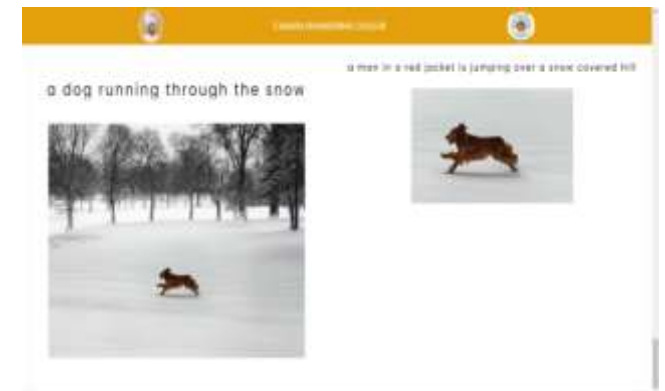 a dog running through the snow
a man in a red jacket is jumping over a snow covered hill